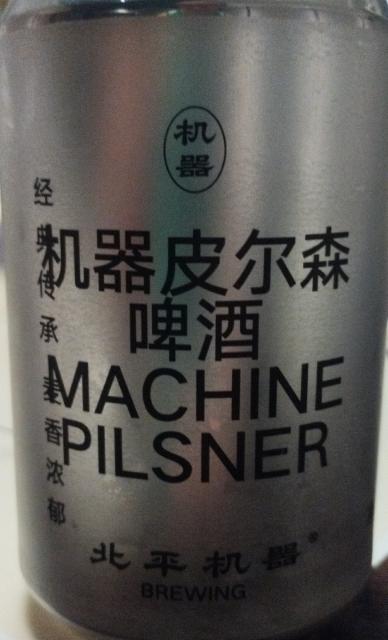 机
器
机器皮尔森
啤酒
MACHINE
PILSNER
经典传承 麦香浓郁
北平机器®
BREWING